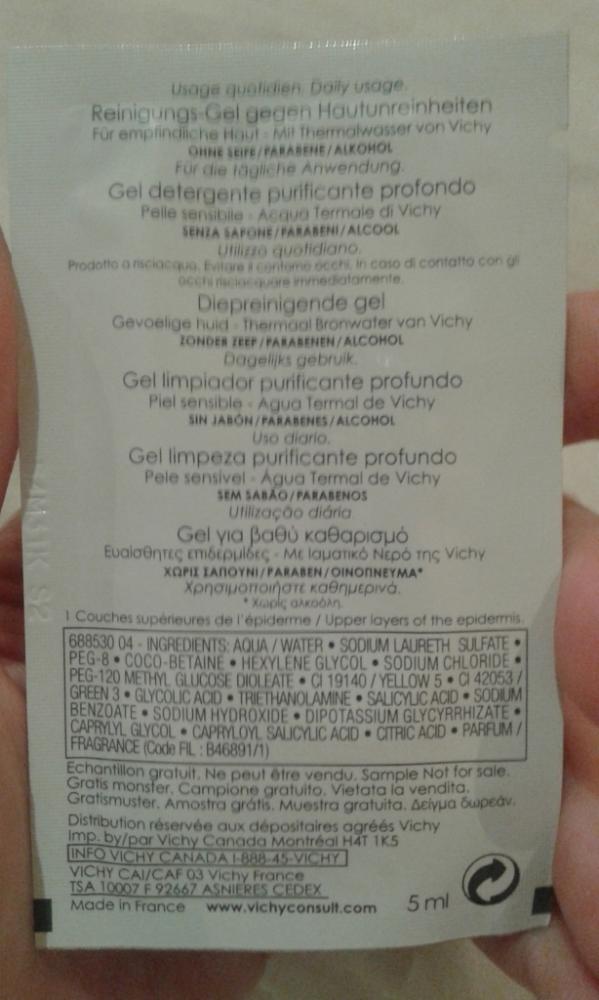 Usage quotidien. Daily usage.
Reinigungs-Gel gegen Hautunreinheiten
Für empfindliche Haut - Mit Thermalwasser von Vichy
OHNE SEIFE/PARABENE/ALKOHOL
Für die tägliche Anwendung.
Gel detergente purificante profondo
Pelle sensibile - Acqua Termale di Vichy
SENZA SAPONE/PARABENI/ALCOOL
Utilizzo quotidiano.
Prodotto a risciacquo. Evitare il contorno occhi. In caso di contatto con gli
occhi risciacquare immediatamente.
Diepreinigende gel
Gevoelige huid - Thermaal Bronwater van Vichy
ZONDER ZEEP/PARABENEN/ALCOHOL
Dagelijks gebruik.
Gel limpiador purificante profundo
Piel sensible - Agua Termal de Vichy
SIN JABÓN/PARABENES/ALCOHOL
Uso diario.
Gel limpeza purificante profundo
Pele sensível - Água Termal de Vichy
SEM SABÃO/PARABENOS
Utilização diária
Gel για βαθύ καθαρισμό
Ευαίσθητες επιδερμίδες - Με Ιαματικό Νερό της Vichy
ΧΩΡΙΣ ΣΑΠΟΥΝΙ/PARABEN/ΟΙΝΟΠΝΕΥΜΑ*
Χρησιμοποιήστε καθημερινά.
* Χωρίς αλκοόλη.
1 Couches supérieures de l'épiderme / Upper layers of the epidermis.
688530 04 - INGREDIENTS: AQUA / WATER • SODIUM LAURETH SULFATE •
PEG-8 • COCO-BETAINE • HEXYLENE GLYCOL • SODIUM CHLORIDE •
PEG-120 METHYL GLUCOSE DIOLEATE • CI 19140 / YELLOW 5 • CI 42053 /
GREEN 3 • GLYCOLIC ACID • TRIETHANOLAMINE • SALICYLIC ACID • SODIUM
BENZOATE • SODIUM HYDROXIDE • DIPOTASSIUM GLYCYRRHIZATE •
CAPRYLYL GLYCOL • CAPRYLOYL SALICYLIC ACID • CITRIC ACID • PARFUM /
FRAGRANCE (Code FIL : B46891/1)
Echantillon gratuit. Ne peut être vendu. Sample Not for sale.
Gratis monster. Campione gratuito. Vietata la vendita.
Gratismuster. Amostra grátis. Muestra gratuita. Δείγμα δωρεάν.
Distribution réservée aux dépositaires agréés Vichy
Imp. by/par Vichy Canada Montréal H4T 1K5
INFO VICHY CANADA 1-888-45-VICHY
VICHY CAI/CAF 03 Vichy France
TSA 10007 F 92667 ASNIERES CEDEX
Made in France www.vichyconsult.com 5 ml